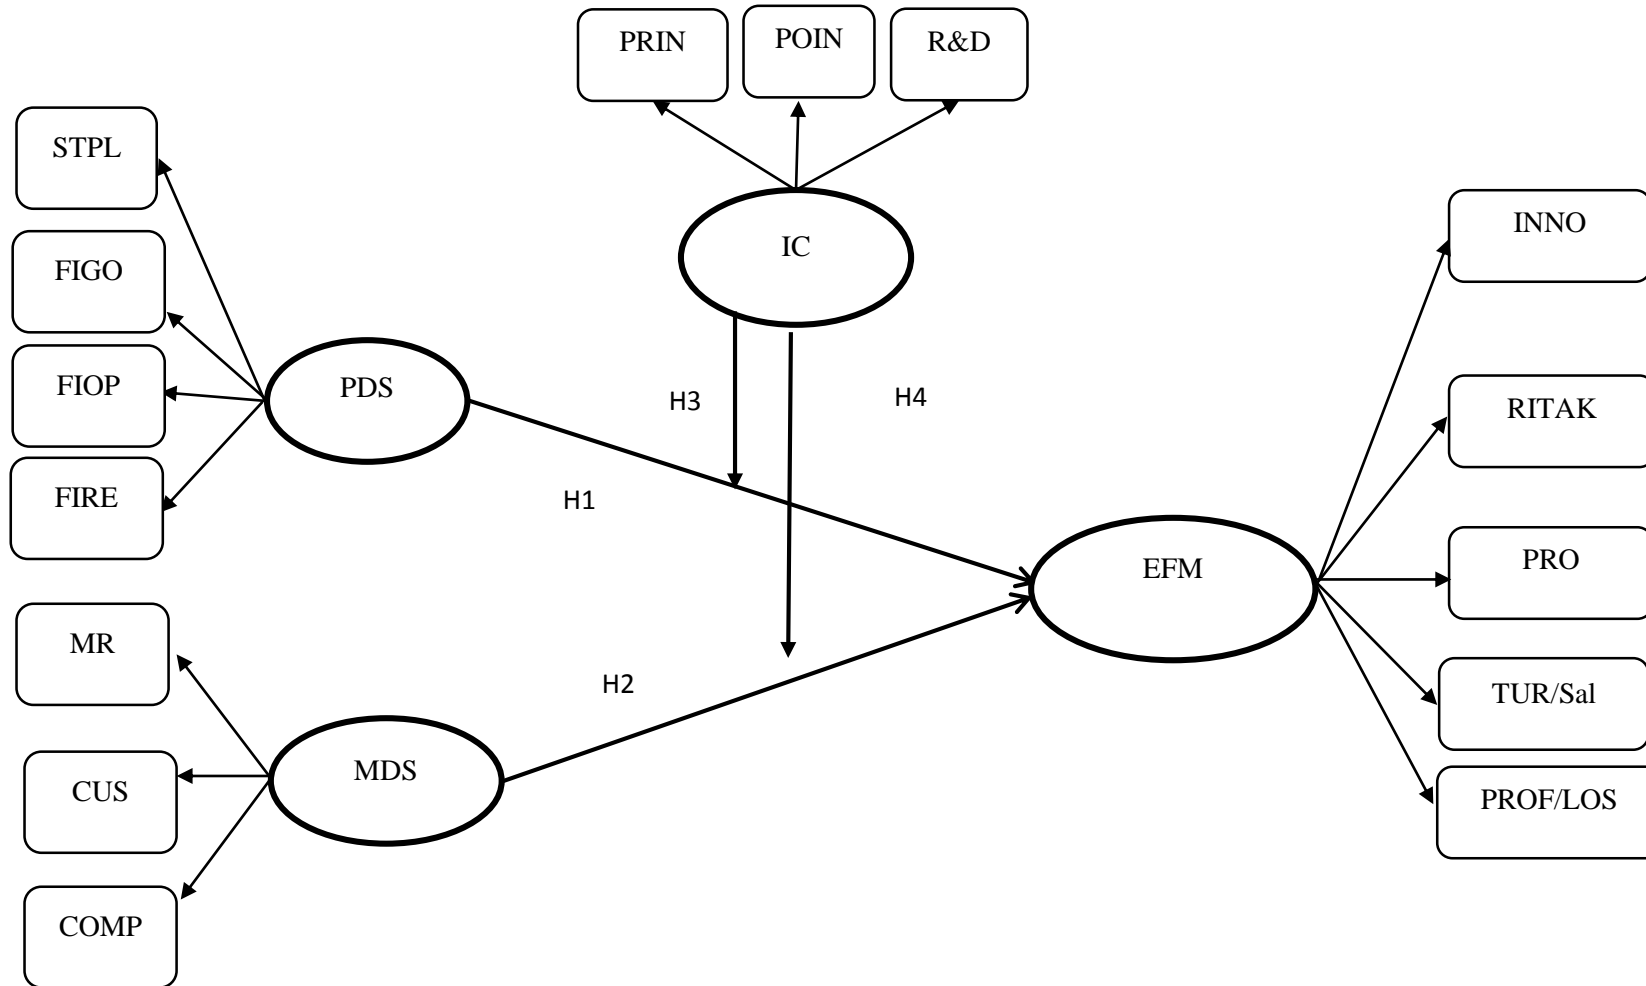 PRIN
POIN
R&D
STPL
FIGO
FIOP
FIRE
IC
INNO
RITAK
PDS
H3
H4
H1
EFM
PRO
MR
CUS
COMP
MDS
H2
TUR/Sal
PROF/LOS